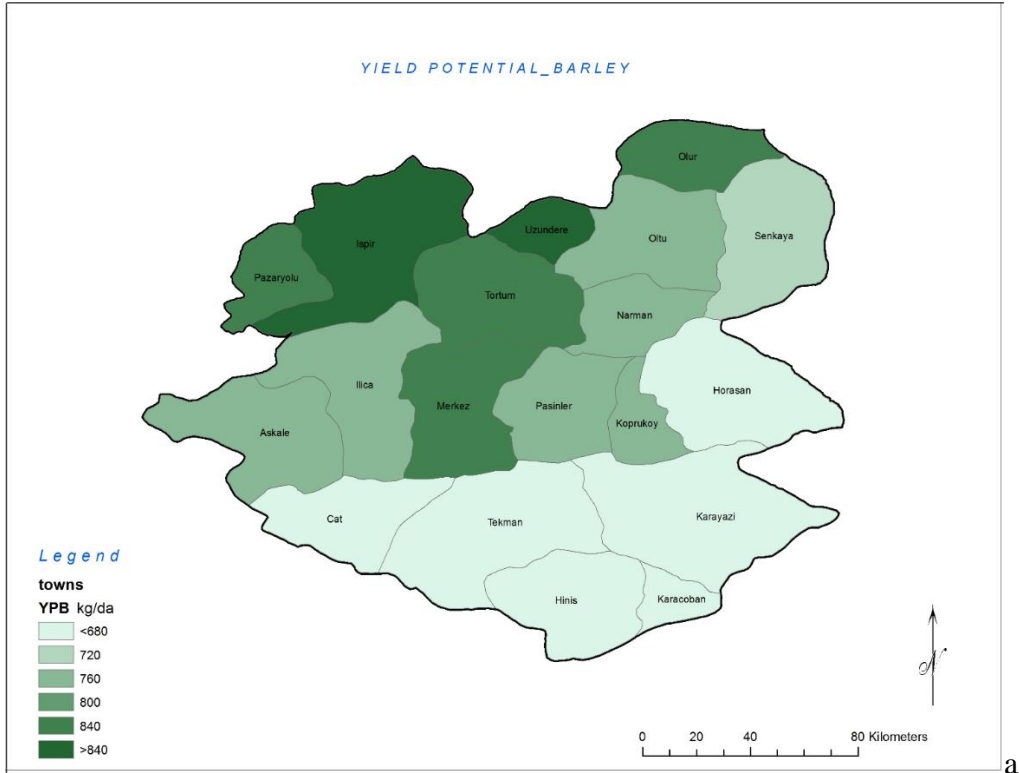 YIELD POTENTIAL_BARLEY
Olur
Uzundere
Oltu
Senkaya
Ispir
Pazaryolu
Tortum
Narman
Ilica
Horasan
Merkez
Pasinler
Koprukoy
Askale
Cat
Tekman
Karayazi
Hinis
Karacoban
Legend
towns
YPB kg/da
<680
720
760
800
840
>840
N
0 20 40 80 Kilometers
a